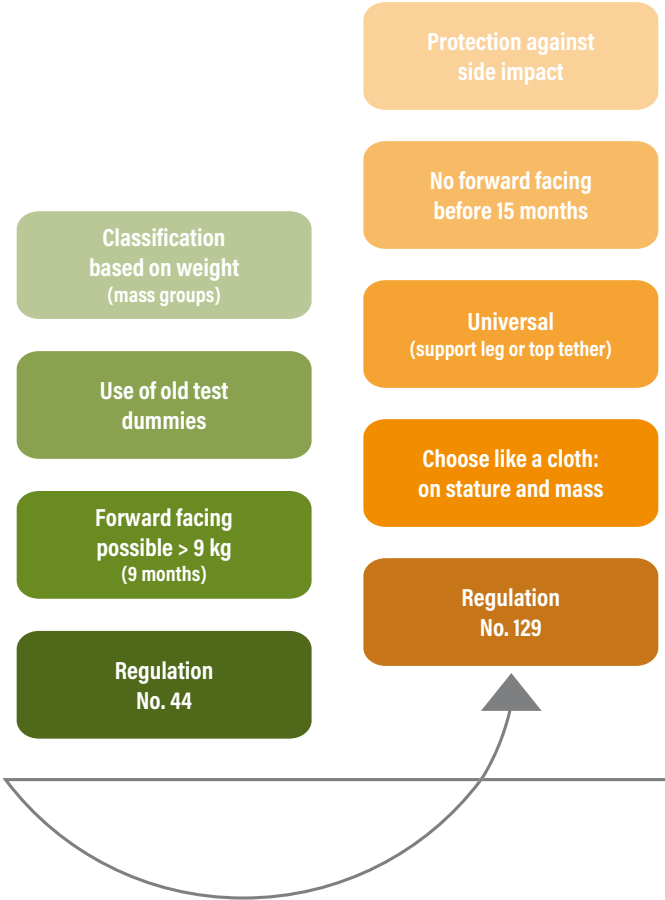 Classification
based on weight
(mass groups)
Use of old test
dummies
Forward facing
possible > 9 kg
(9 months)
Regulation
No. 44
Protection against
side impact
No forward facing
before 15 months
Universal
(support leg or top tether)
Choose like a cloth:
on stature and mass
Regulation
No. 129